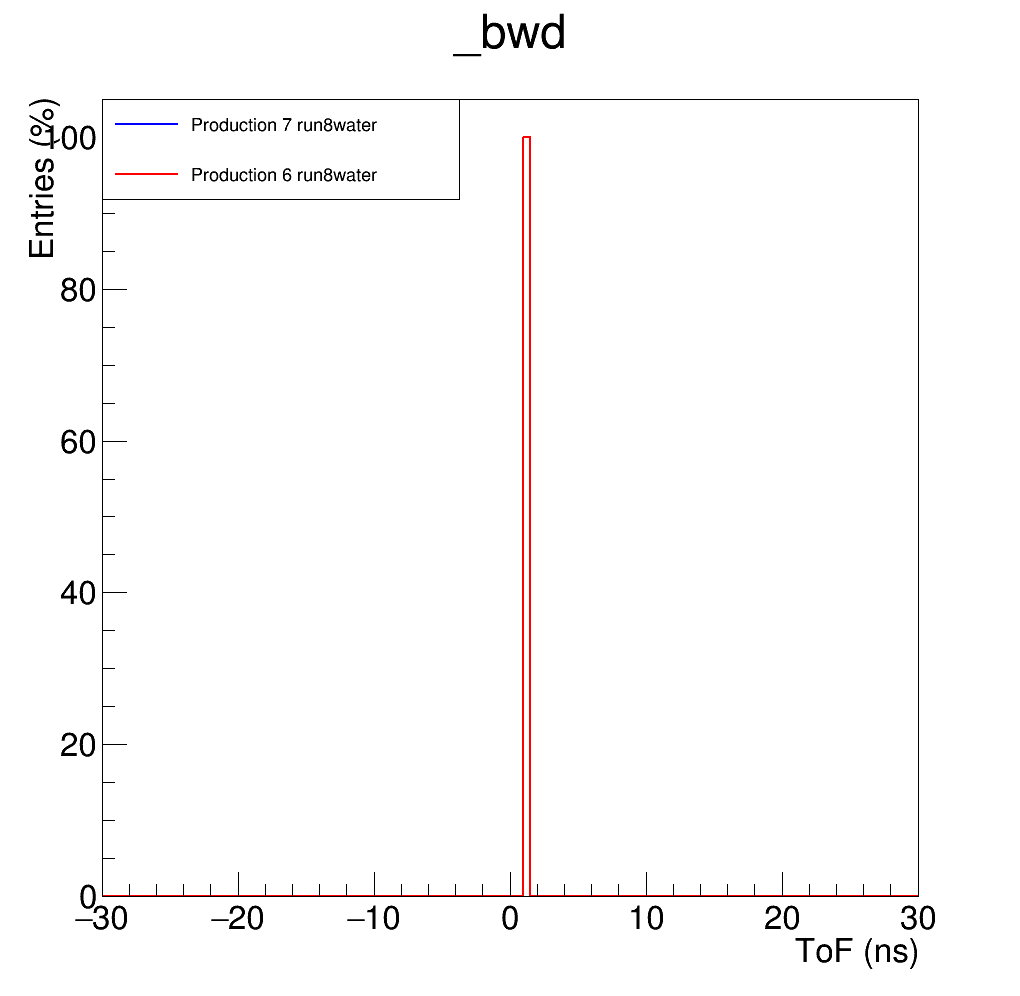 _bwd
Entries (%)
Production 7 run8water
Production 6 run8water
100
80
60
40
20
0
−30 −20 −10 0 10 20 30
ToF (ns)